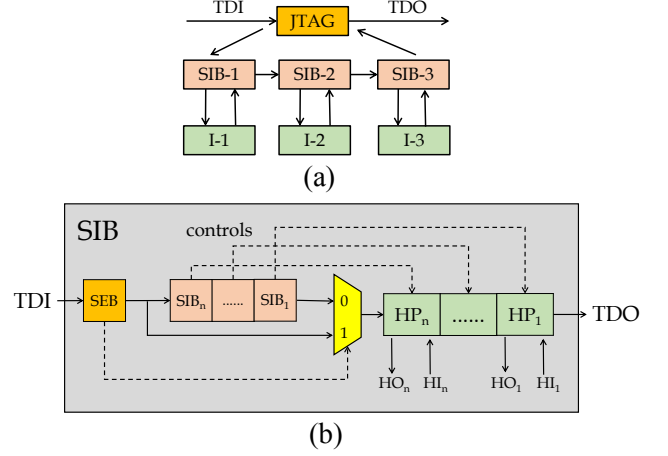 TDI TDO
JTAG
SIB-1 SIB-2 SIB-3
I-1 I-2 I-3
(a)
SIB controls
TDI SEB SIBn ...... SIB1 0 1 HPn ...... HP1 TDO
HOn HIn HO1 HI1
(b)